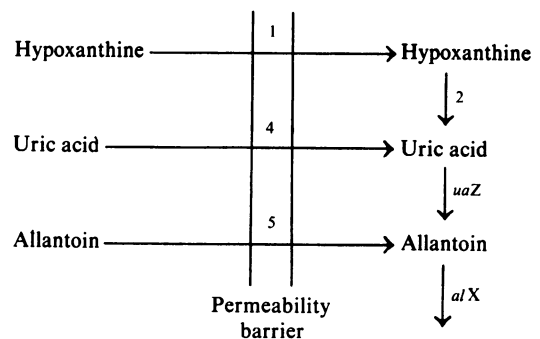 1
Hypoxanthine
Hypoxanthine
2
4
Uric acid
Uric acid
uaZ
5
Allantoin
Allantoin
alX
Permeability
barrier